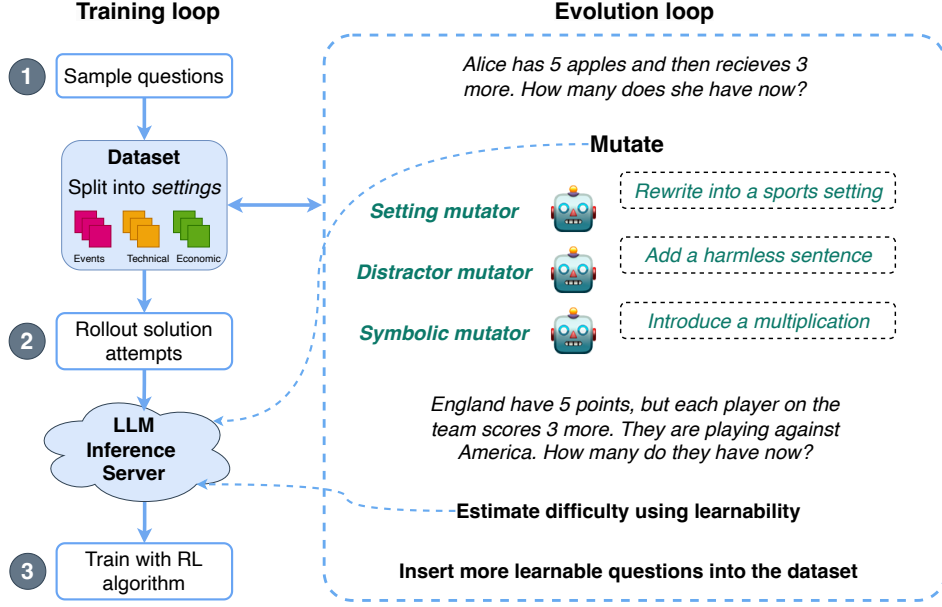 Training loop
1
Sample questions
Dataset
Split into settings
Events
Technical
Economic
2
Rollout solution
attempts
LLM
Inference
Server
3
Train with RL
algorithm
Evolution loop
Alice has 5 apples and then recieves 3
more. How many does she have now?
Mutate
Setting mutator
Rewrite into a sports setting
Distractor mutator
Add a harmless sentence
Symbolic mutator
Introduce a multiplication
England have 5 points, but each player on the
team scores 3 more. They are playing against
America. How many do they have now?
Estimate difficulty using learnability
Insert more learnable questions into the dataset